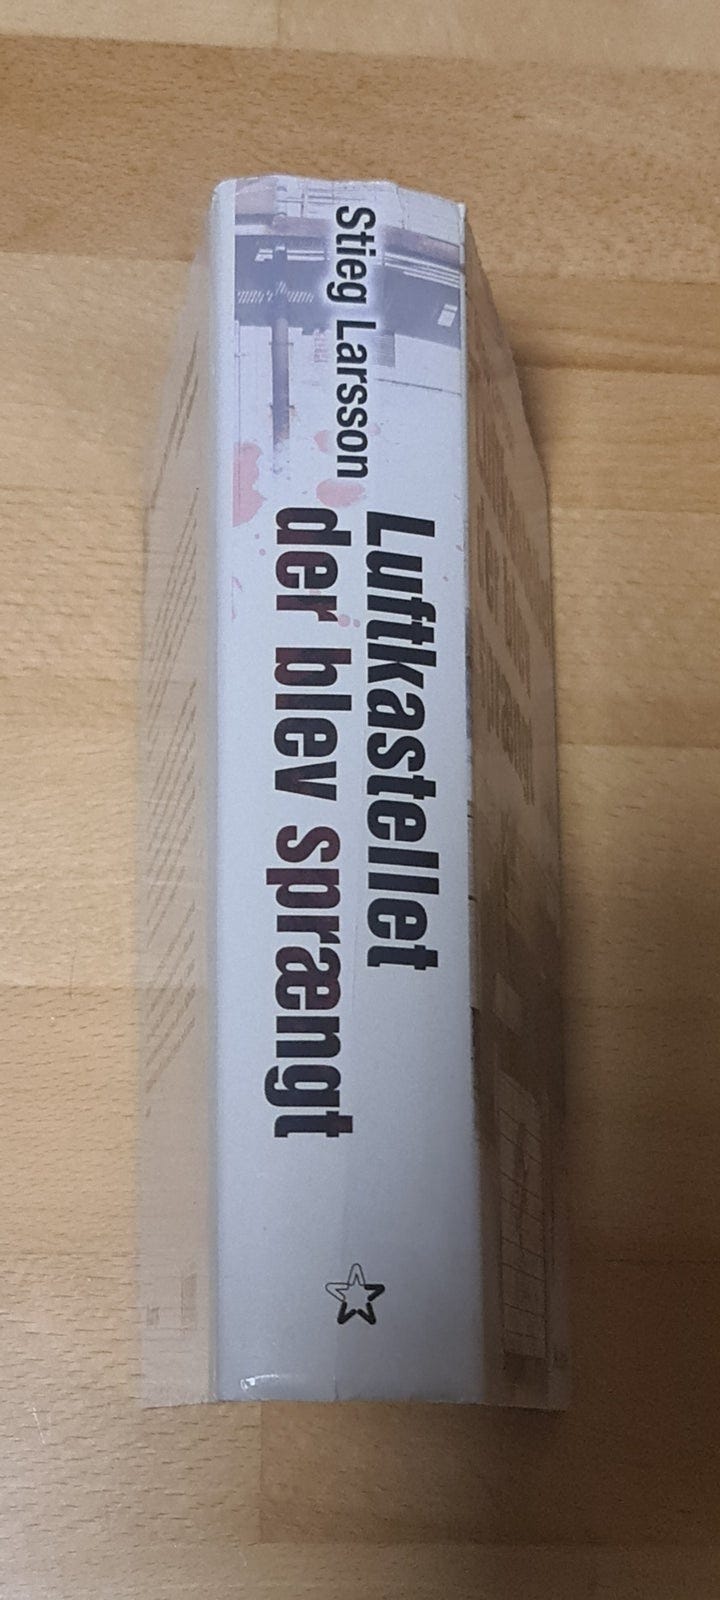 Stieg Larsson
Luftkastellet
der blev sprængt